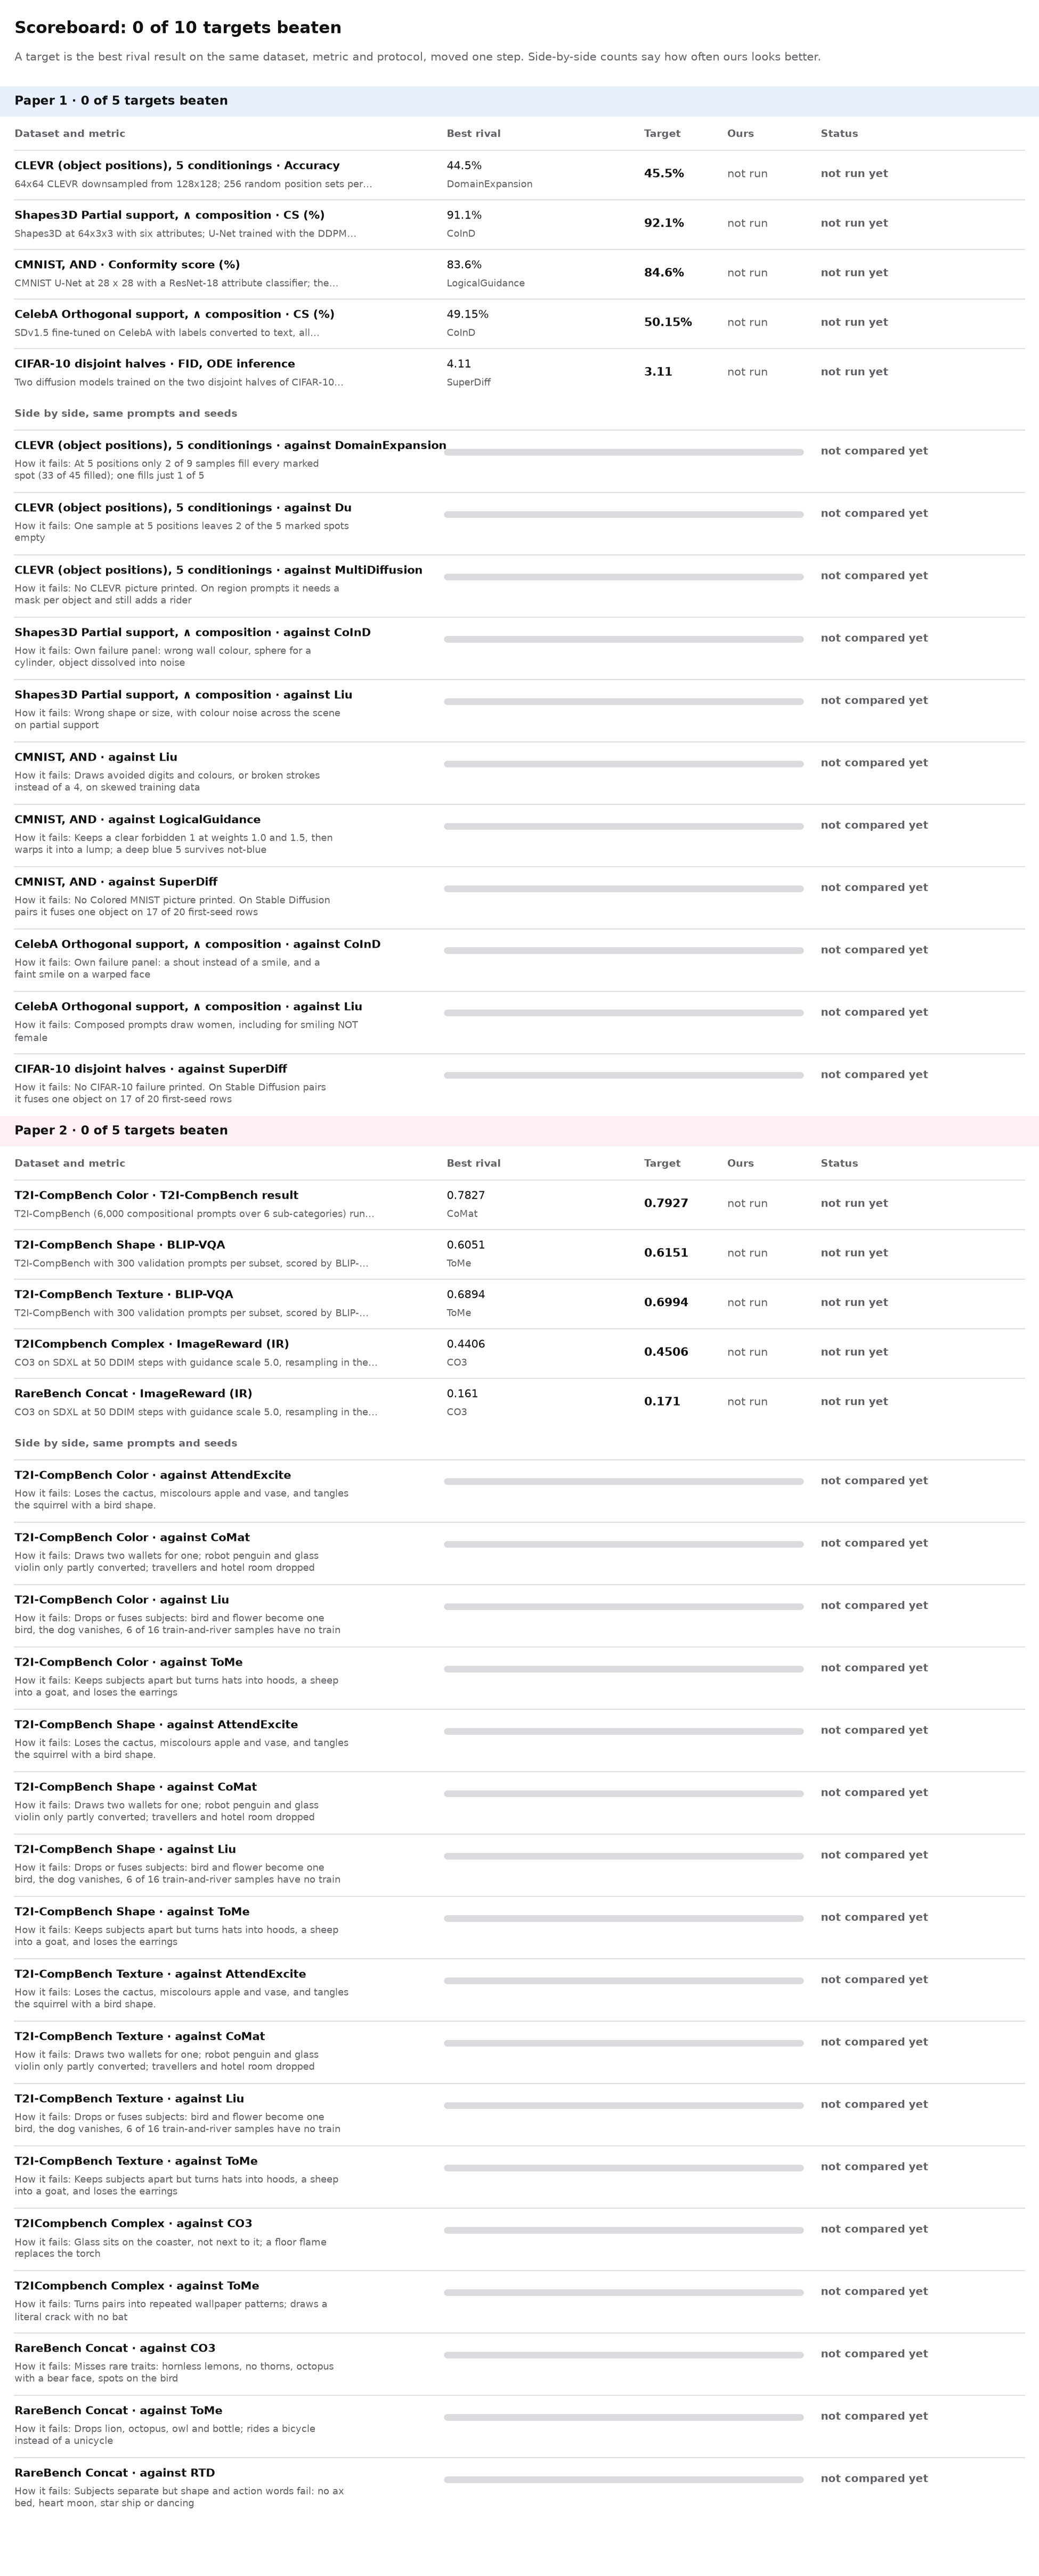 Scoreboard: 0 of 10 targets beaten
A target is the best rival result on the same dataset, metric and protocol, moved one step. Side-by-side counts say how often ours looks better.
Paper 1 · 0 of 5 targets beaten
Dataset and metric Best rival Target Ours Status
CLEVR (object positions), 5 conditionings · Accuracy 44.5% 45.5% not run not run yet
64x64 CLEVR downsampled from 128x128; 256 random position sets per… DomainExpansion
Shapes3D Partial support, ∧ composition · CS (%) 91.1% 92.1% not run not run yet
Shapes3D at 64x3x3 with six attributes; U-Net trained with the DDPM… CoInD
CMNIST, AND · Conformity score (%) 83.6% 84.6% not run not run yet
CMNIST U-Net at 28 x 28 with a ResNet-18 attribute classifier; the… LogicalGuidance
CelebA Orthogonal support, ∧ composition · CS (%) 49.15% 50.15% not run not run yet
SDv1.5 fine-tuned on CelebA with labels converted to text, all… CoInD
CIFAR-10 disjoint halves · FID, ODE inference 4.11 3.11 not run not run yet
Two diffusion models trained on the two disjoint halves of CIFAR-10… SuperDiff
Side by side, same prompts and seeds
CLEVR (object positions), 5 conditionings · against DomainExpansion not compared yet
How it fails: At 5 positions only 2 of 9 samples fill every marked
spot (33 of 45 filled); one fills just 1 of 5
CLEVR (object positions), 5 conditionings · against Du not compared yet
How it fails: One sample at 5 positions leaves 2 of the 5 marked spots
empty
CLEVR (object positions), 5 conditionings · against MultiDiffusion not compared yet
How it fails: No CLEVR picture printed. On region prompts it needs a
mask per object and still adds a rider
Shapes3D Partial support, ∧ composition · against CoInD not compared yet
How it fails: Own failure panel: wrong wall colour, sphere for a
cylinder, object dissolved into noise
Shapes3D Partial support, ∧ composition · against Liu not compared yet
How it fails: Wrong shape or size, with colour noise across the scene
on partial support
CMNIST, AND · against Liu not compared yet
How it fails: Draws avoided digits and colours, or broken strokes
instead of a 4, on skewed training data
CMNIST, AND · against LogicalGuidance not compared yet
How it fails: Keeps a clear forbidden 1 at weights 1.0 and 1.5, then
warps it into a lump; a deep blue 5 survives not-blue
CMNIST, AND · against SuperDiff not compared yet
How it fails: No Colored MNIST picture printed. On Stable Diffusion
pairs it fuses one object on 17 of 20 first-seed rows
CelebA Orthogonal support, ∧ composition · against CoInD not compared yet
How it fails: Own failure panel: a shout instead of a smile, and a
faint smile on a warped face
CelebA Orthogonal support, ∧ composition · against Liu not compared yet
How it fails: Composed prompts draw women, including for smiling NOT
female
CIFAR-10 disjoint halves · against SuperDiff not compared yet
How it fails: No CIFAR-10 failure printed. On Stable Diffusion pairs
it fuses one object on 17 of 20 first-seed rows
Paper 2 · 0 of 5 targets beaten
Dataset and metric Best rival Target Ours Status
T2I-CompBench Color · T2I-CompBench result 0.7827 0.7927 not run not run yet
T2I-CompBench (6,000 compositional prompts over 6 sub-categories) run… CoMat
T2I-CompBench Shape · BLIP-VQA 0.6051 0.6151 not run not run yet
T2I-CompBench with 300 validation prompts per subset, scored by BLIP-… ToMe
T2I-CompBench Texture · BLIP-VQA 0.6894 0.6994 not run not run yet
T2I-CompBench with 300 validation prompts per subset, scored by BLIP-… ToMe
T2ICompbench Complex · ImageReward (IR) 0.4406 0.4506 not run not run yet
CO3 on SDXL at 50 DDIM steps with guidance scale 5.0, resampling in the… CO3
RareBench Concat · ImageReward (IR) 0.161 0.171 not run not run yet
CO3 on SDXL at 50 DDIM steps with guidance scale 5.0, resampling in the… CO3
Side by side, same prompts and seeds
T2I-CompBench Color · against AttendExcite not compared yet
How it fails: Loses the cactus, miscolours apple and vase, and tangles
the squirrel with a bird shape.
T2I-CompBench Color · against CoMat not compared yet
How it fails: Draws two wallets for one; robot penguin and glass
violin only partly converted; travellers and hotel room dropped
T2I-CompBench Color · against Liu not compared yet
How it fails: Drops or fuses subjects: bird and flower become one
bird, the dog vanishes, 6 of 16 train-and-river samples have no train
T2I-CompBench Color · against ToMe not compared yet
How it fails: Keeps subjects apart but turns hats into hoods, a sheep
into a goat, and loses the earrings
T2I-CompBench Shape · against AttendExcite not compared yet
How it fails: Loses the cactus, miscolours apple and vase, and tangles
the squirrel with a bird shape.
T2I-CompBench Shape · against CoMat not compared yet
How it fails: Draws two wallets for one; robot penguin and glass
violin only partly converted; travellers and hotel room dropped
T2I-CompBench Shape · against Liu not compared yet
How it fails: Drops or fuses subjects: bird and flower become one
bird, the dog vanishes, 6 of 16 train-and-river samples have no train
T2I-CompBench Shape · against ToMe not compared yet
How it fails: Keeps subjects apart but turns hats into hoods, a sheep
into a goat, and loses the earrings
T2I-CompBench Texture · against AttendExcite not compared yet
How it fails: Loses the cactus, miscolours apple and vase, and tangles
the squirrel with a bird shape.
T2I-CompBench Texture · against CoMat not compared yet
How it fails: Draws two wallets for one; robot penguin and glass
violin only partly converted; travellers and hotel room dropped
T2I-CompBench Texture · against Liu not compared yet
How it fails: Drops or fuses subjects: bird and flower become one
bird, the dog vanishes, 6 of 16 train-and-river samples have no train
T2I-CompBench Texture · against ToMe not compared yet
How it fails: Keeps subjects apart but turns hats into hoods, a sheep
into a goat, and loses the earrings
T2ICompbench Complex · against CO3 not compared yet
How it fails: Glass sits on the coaster, not next to it; a floor flame
replaces the torch
T2ICompbench Complex · against ToMe not compared yet
How it fails: Turns pairs into repeated wallpaper patterns; draws a
literal crack with no bat
RareBench Concat · against CO3 not compared yet
How it fails: Misses rare traits: hornless lemons, no thorns, octopus
with a bear face, spots on the bird
RareBench Concat · against ToMe not compared yet
How it fails: Drops lion, octopus, owl and bottle; rides a bicycle
instead of a unicycle
RareBench Concat · against RTD not compared yet
How it fails: Subjects separate but shape and action words fail: no ax
bed, heart moon, star ship or dancing